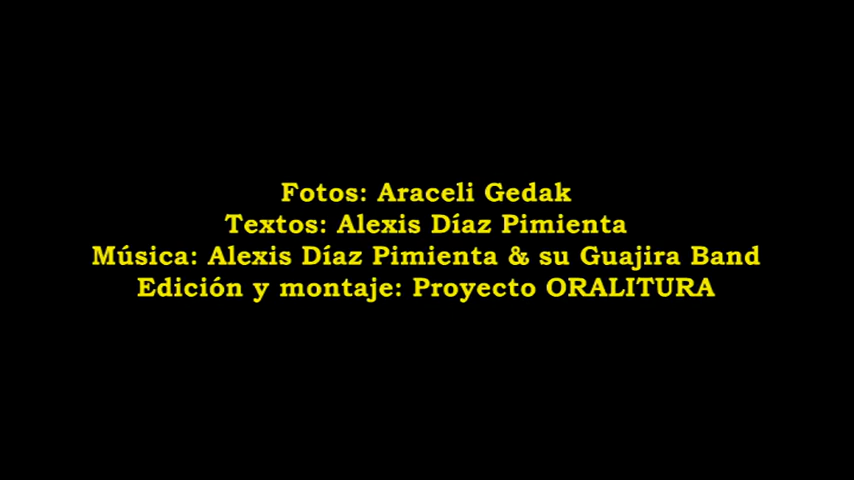 Fotos: Araceli Gedak
Textos: Alexis Díaz Pimienta
Música: Alexis Díaz Pimienta & su Guajira Band
Edición y montaje: Proyecto ORALITURA